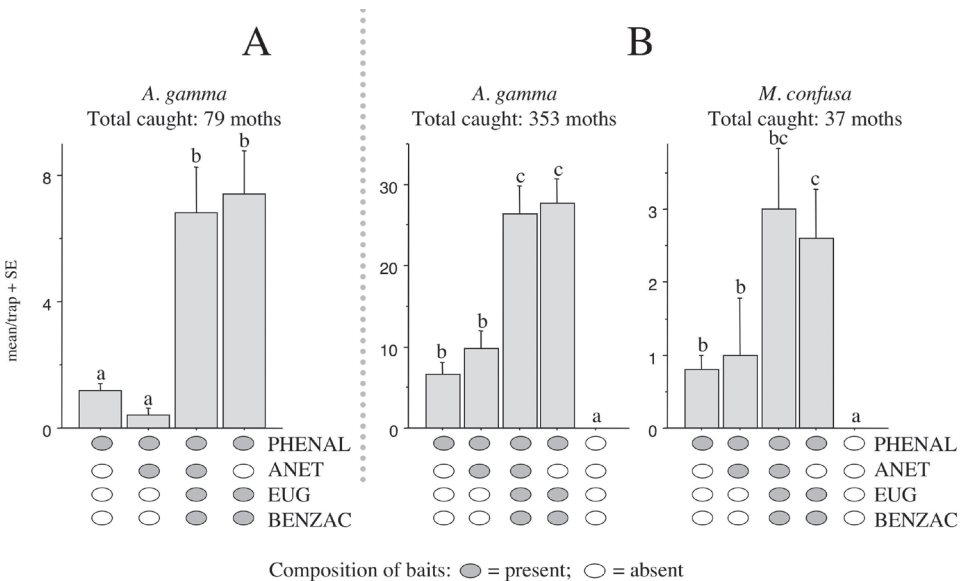 A
B
A. gamma
Total caught: 79 moths
A. gamma
Total caught: 353 moths
M. confusa
Total caught: 37 moths
mean/trap + SE
8
4
0
a
a
b
b
30
20
10
0
b
b
c
c
a
3
2
1
0
b
b
bc
c
a
PHENAL
ANET
EUG
BENZAC
PHENAL
ANET
EUG
BENZAC
Composition of baits: = present; = absent